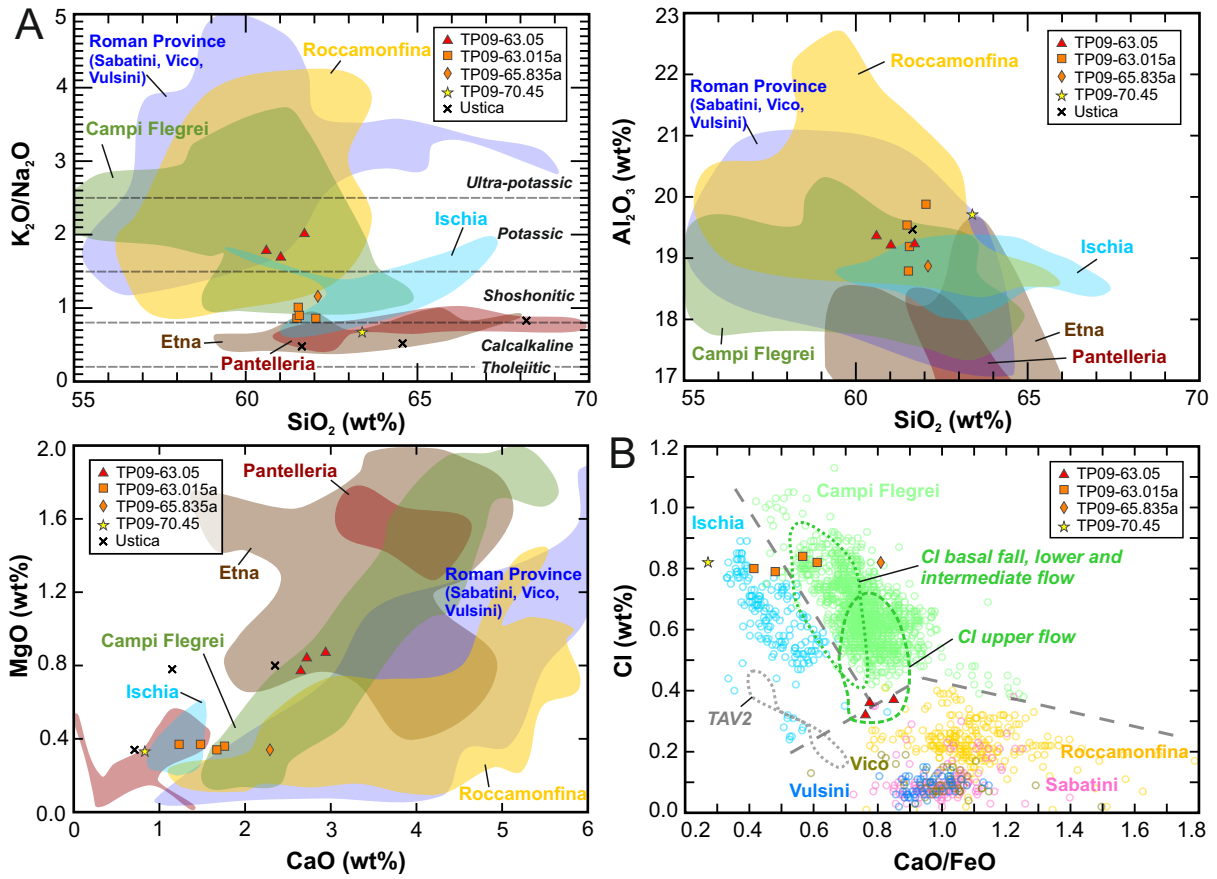 A
5
4
3
2
1
0
K₂O/Na₂O
55
60
65
70
SiO₂ (wt%)
Roman Province
(Sabatini, Vico,
Vulsini)
Roccamonfina
Campi Flegrei
Ischia
Etna
Pantelleria
Ultra-potassic
Potassic
Shoshonitic
Calcalkaline
Tholeiitic
TP09-63.05
TP09-63.015a
TP09-65.835a
TP09-70.45
Ustica
23
22
21
20
19
18
17
Al₂O₃ (wt%)
55
60
65
70
SiO₂ (wt%)
Roccamonfina
Roman Province
(Sabatini, Vico,
Vulsini)
Ischia
Etna
Pantelleria
Campi Flegrei
TP09-63.05
TP09-63.015a
TP09-65.835a
TP09-70.45
Ustica
2.0
1.6
1.2
0.8
0.4
0.0
MgO (wt%)
0
1
2
3
4
5
6
CaO (wt%)
TP09-63.05
TP09-63.015a
TP09-65.835a
TP09-70.45
Ustica
Pantelleria
Etna
Roman Province
(Sabatini, Vico,
Vulsini)
Campi Flegrei
Ischia
Roccamonfina
B
1.2
1.0
0.8
0.6
0.4
0.2
0.0
Cl (wt%)
0.2
0.4
0.6
0.8
1.0
1.2
1.4
1.6
1.8
CaO/FeO
TP09-63.05
TP09-63.015a
TP09-65.835a
TP09-70.45
Campi Flegrei
Ischia
CI basal fall, lower and
intermediate flow
CI upper flow
TAV2
Vico
Roccamonfina
Vulsini
Sabatini